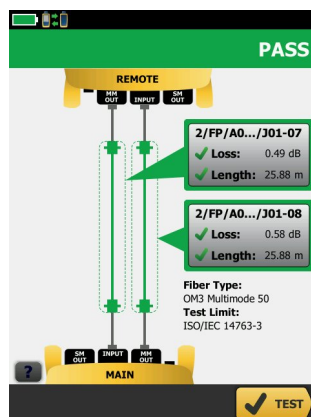 PASS
REMOTE
MM OUT
INPUT
SM OUT
2/FP/A0.../J01-07
Loss: 0.49 dB
Length: 25.88 m
2/FP/A0.../J01-08
Loss: 0.58 dB
Length: 25.88 m
Fiber Type:
OM3 Multimode 50
Test Limit:
ISO/IEC 14763-3
SM OUT
INPUT
MM OUT
MAIN
?
TEST